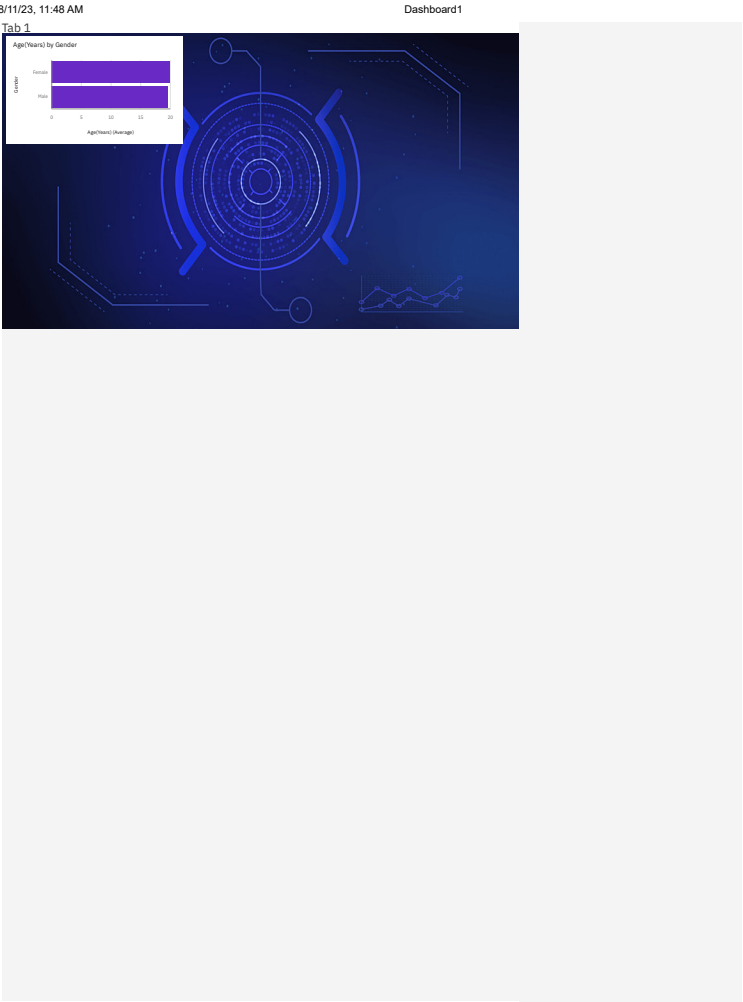 8/11/23, 11:48 AM Dashboard1
Tab 1
Age(Years) by Gender
Gender
Female
Male
0 5 10 15 20
Age(Years) (Average)